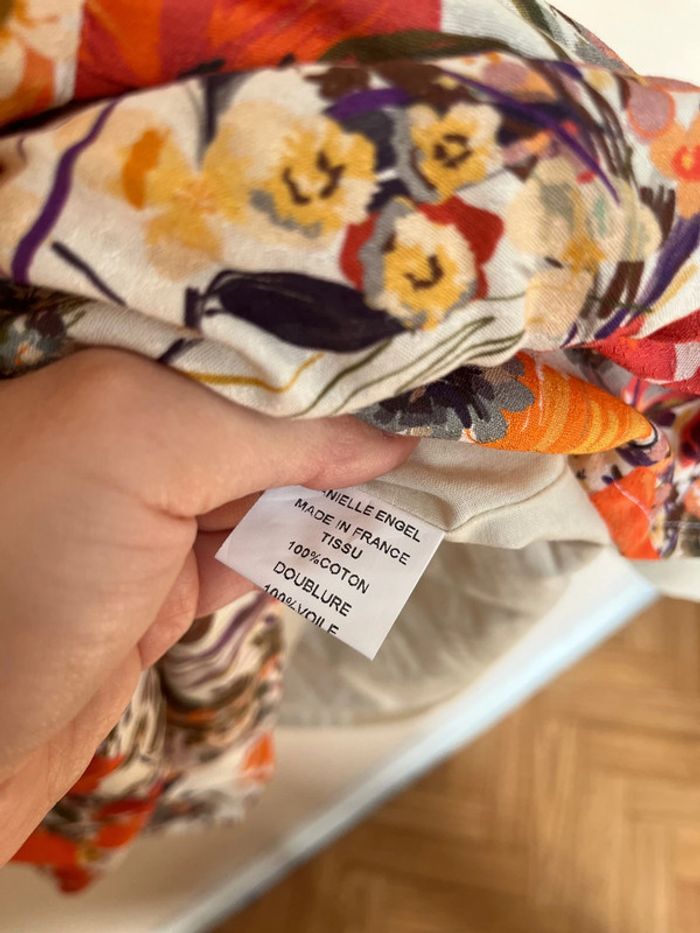 NIELLE ENGEL
MADE IN FRANCE
TISSU
100%COTON
DOUBLURE
100%VOILE